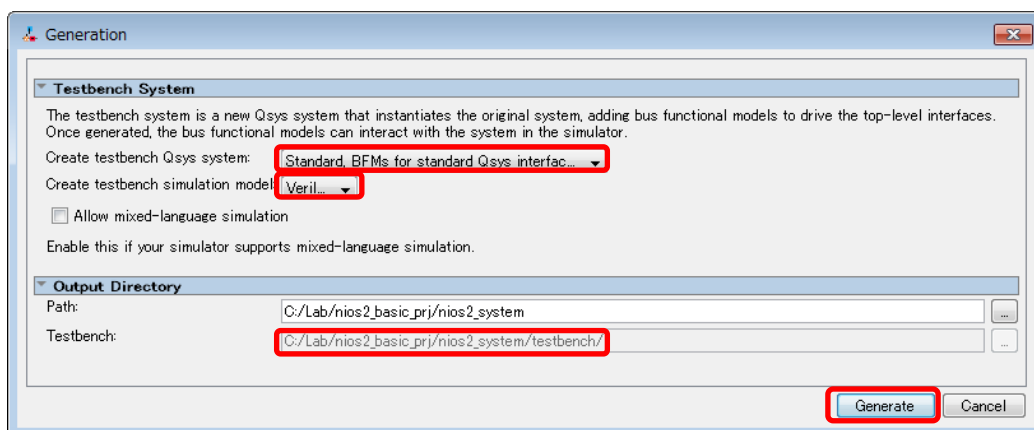 Generation
Testbench System
The testbench system is a new Qsys system that instantiates the original system, adding bus functional models to drive the top-level interfaces.
Once generated, the bus functional models can interact with the system in the simulator.
Create testbench Qsys system:
Standard, BFMs for standard Qsys interfac...
Create testbench simulation model:
Veril...
Allow mixed-language simulation
Enable this if your simulator supports mixed-language simulation.
Output Directory
Path:
C:/Lab/nios2_basic_prj/nios2_system
...
Testbench:
C:/Lab/nios2_basic_prj/nios2_system/testbench/
...
Generate
Cancel